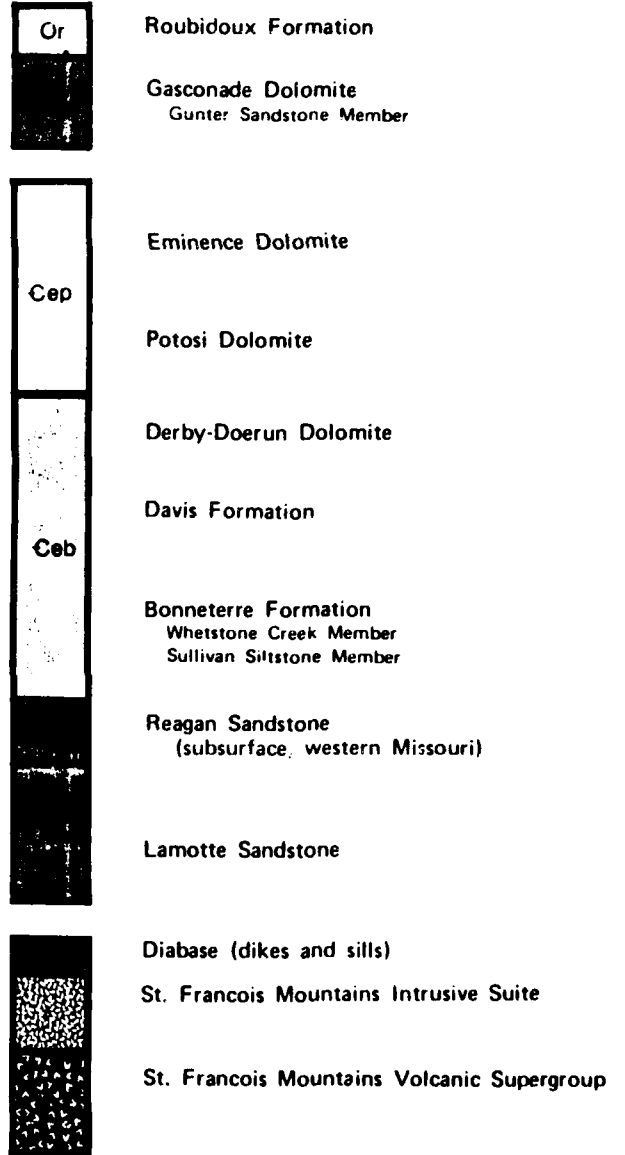 Or
Roubidoux Formation
Gasconade Dolomite
Gunter Sandstone Member
Eminence Dolomite
Єep
Potosi Dolomite
Derby-Doerun Dolomite
Davis Formation
Єeb
Bonneterre Formation
Whetstone Creek Member
Sullivan Siltstone Member
Reagan Sandstone
(subsurface, western Missouri)
Lamotte Sandstone
Diabase (dikes and sills)
St. Francois Mountains Intrusive Suite
St. Francois Mountains Volcanic Supergroup